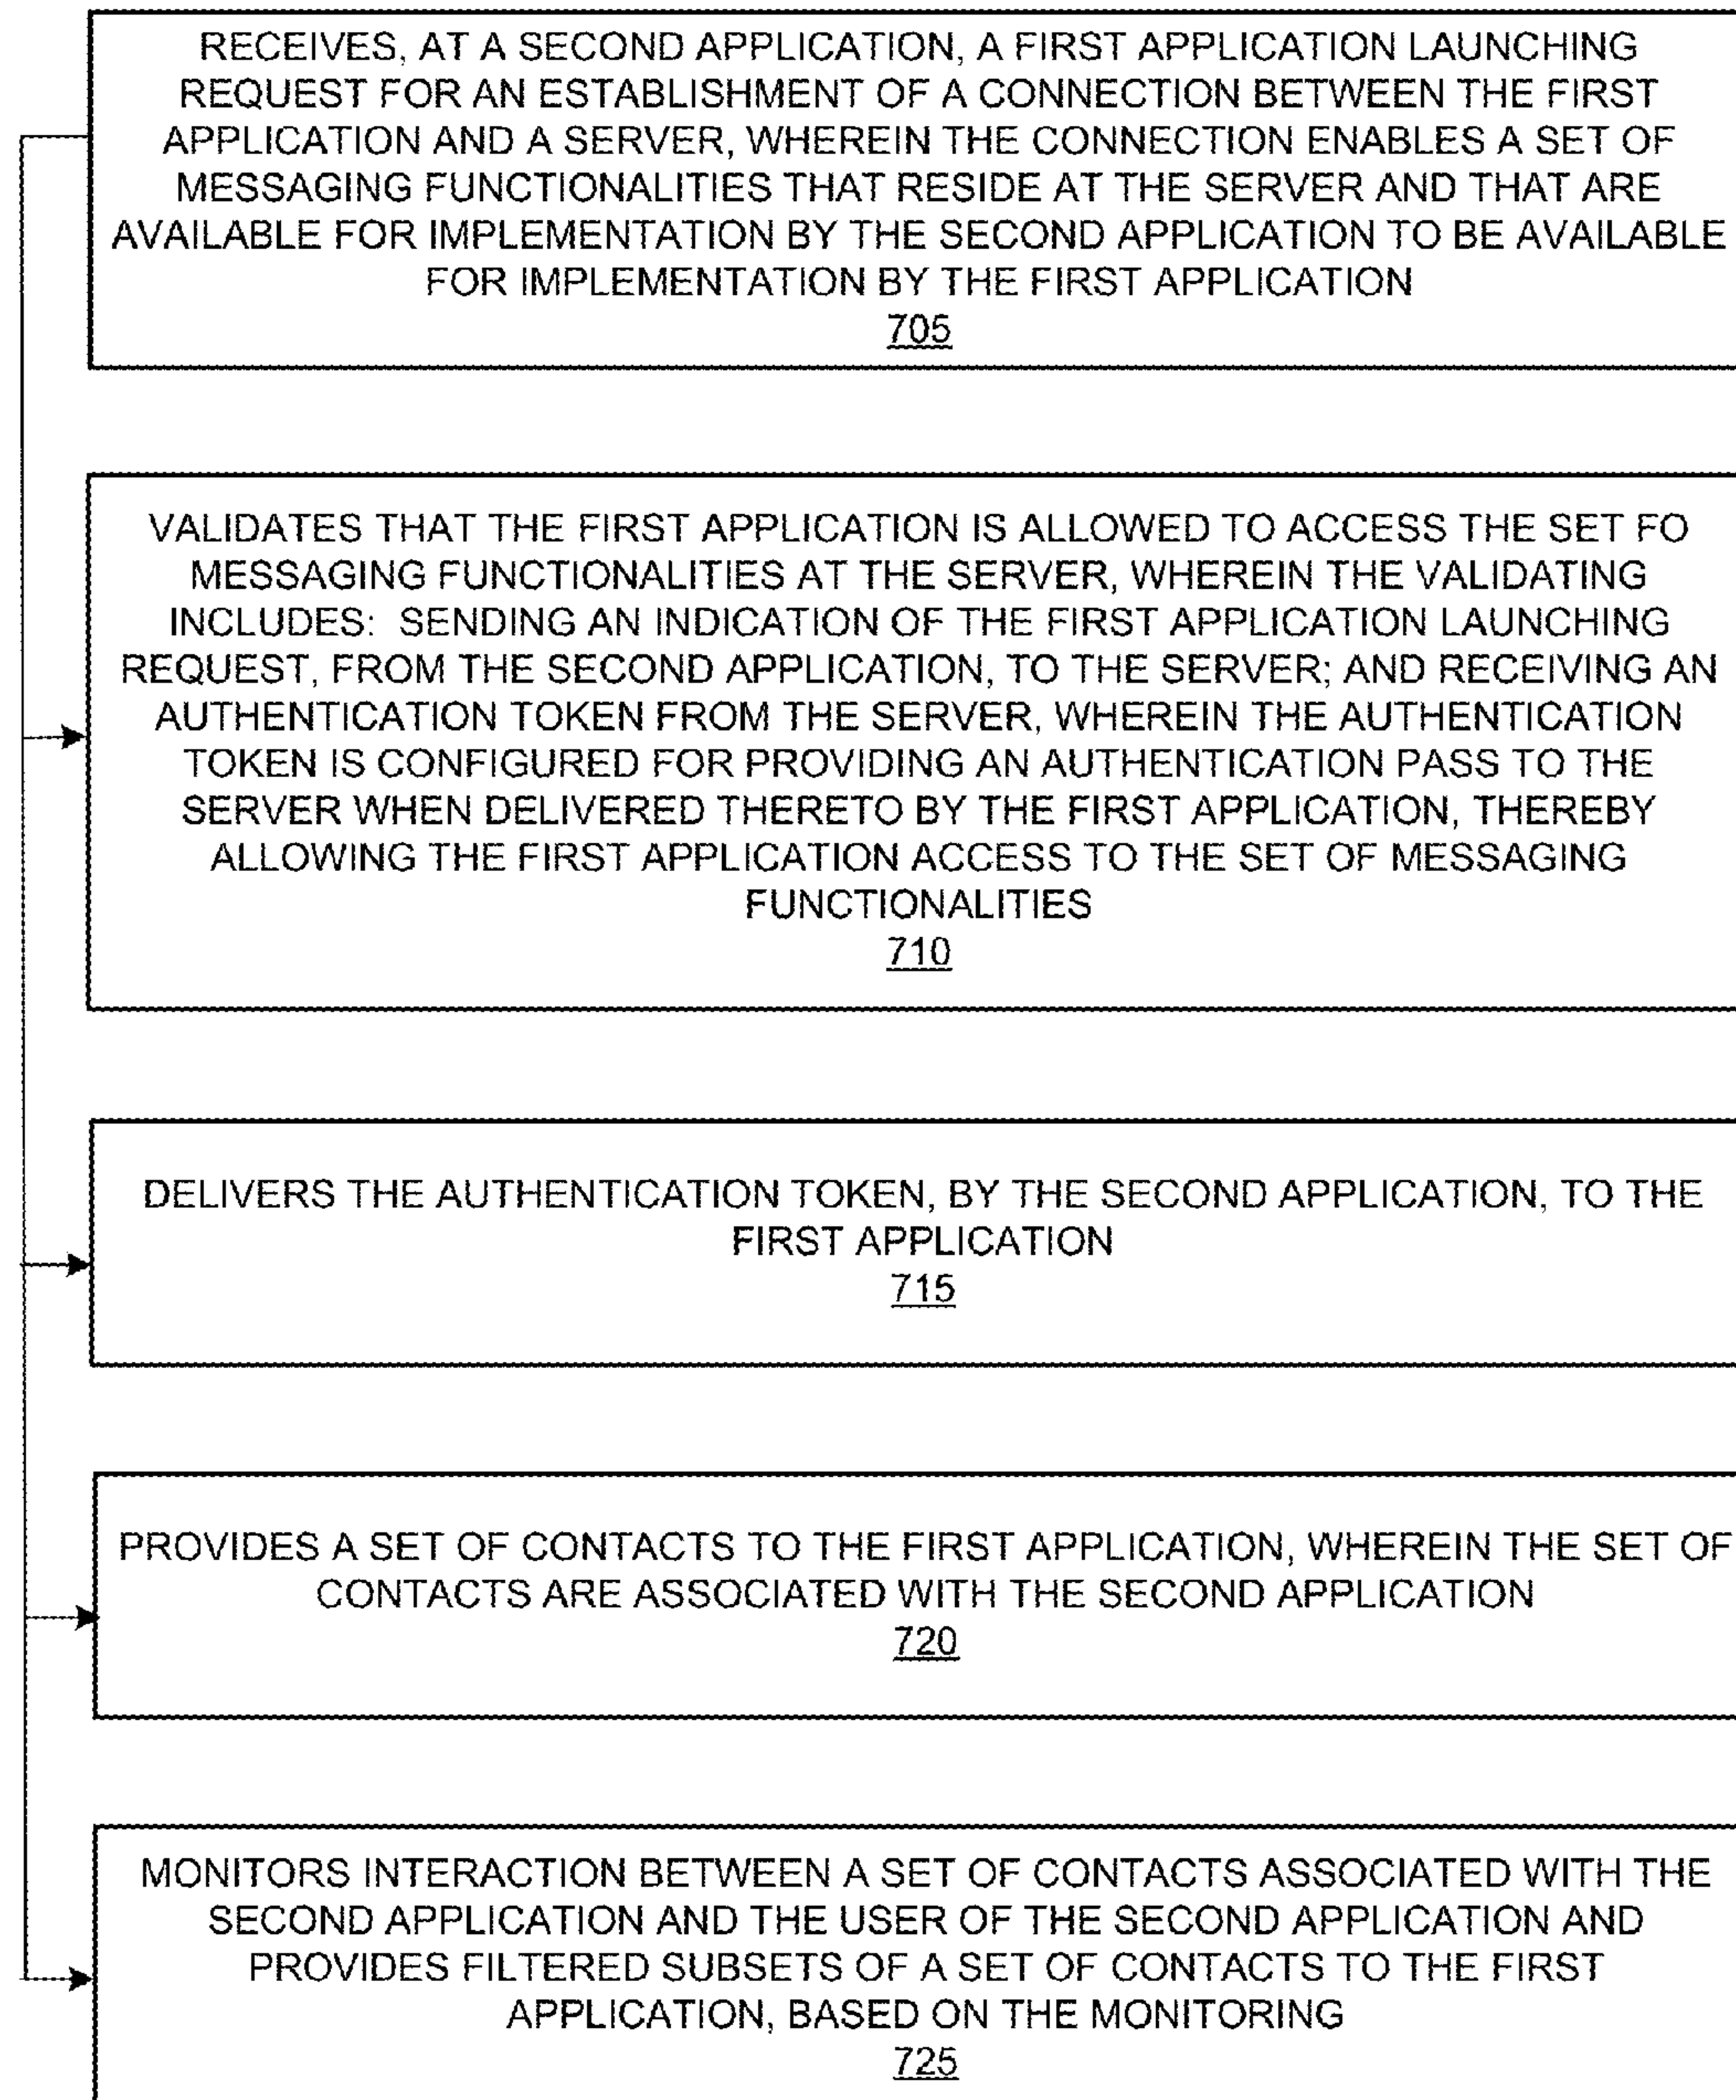 RECEIVES, AT A SECOND APPLICATION, A FIRST APPLICATION LAUNCHING
REQUEST FOR AN ESTABLISHMENT OF A CONNECTION BETWEEN THE FIRST
APPLICATION AND A SERVER, WHEREIN THE CONNECTION ENABLES A SET OF
MESSAGING FUNCTIONALITIES THAT RESIDE AT THE SERVER AND THAT ARE
AVAILABLE FOR IMPLEMENTATION BY THE SECOND APPLICATION TO BE AVAILABLE
FOR IMPLEMENTATION BY THE FIRST APPLICATION
705
VALIDATES THAT THE FIRST APPLICATION IS ALLOWED TO ACCESS THE SET FO
MESSAGING FUNCTIONALITIES AT THE SERVER, WHEREIN THE VALIDATING
INCLUDES: SENDING AN INDICATION OF THE FIRST APPLICATION LAUNCHING
REQUEST, FROM THE SECOND APPLICATION, TO THE SERVER; AND RECEIVING AN
AUTHENTICATION TOKEN FROM THE SERVER, WHEREIN THE AUTHENTICATION
TOKEN IS CONFIGURED FOR PROVIDING AN AUTHENTICATION PASS TO THE
SERVER WHEN DELIVERED THERETO BY THE FIRST APPLICATION, THEREBY
ALLOWING THE FIRST APPLICATION ACCESS TO THE SET OF MESSAGING
FUNCTIONALITIES
710
DELIVERS THE AUTHENTICATION TOKEN, BY THE SECOND APPLICATION, TO THE
FIRST APPLICATION
715
PROVIDES A SET OF CONTACTS TO THE FIRST APPLICATION, WHEREIN THE SET OF
CONTACTS ARE ASSOCIATED WITH THE SECOND APPLICATION
720
MONITORS INTERACTION BETWEEN A SET OF CONTACTS ASSOCIATED WITH THE
SECOND APPLICATION AND THE USER OF THE SECOND APPLICATION AND
PROVIDES FILTERED SUBSETS OF A SET OF CONTACTS TO THE FIRST
APPLICATION, BASED ON THE MONITORING
725